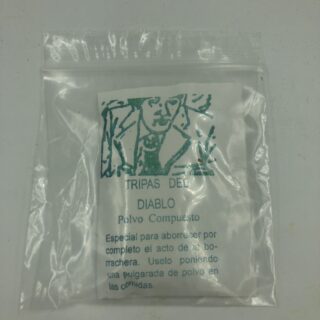 TRIPAS DEL
DIABLO
Polvo Compuesto
Especial para aborrecer por
completo el acto de la bo-
rrachera. Uselo poniendo
una pulgarada de polvo en
las comidas.